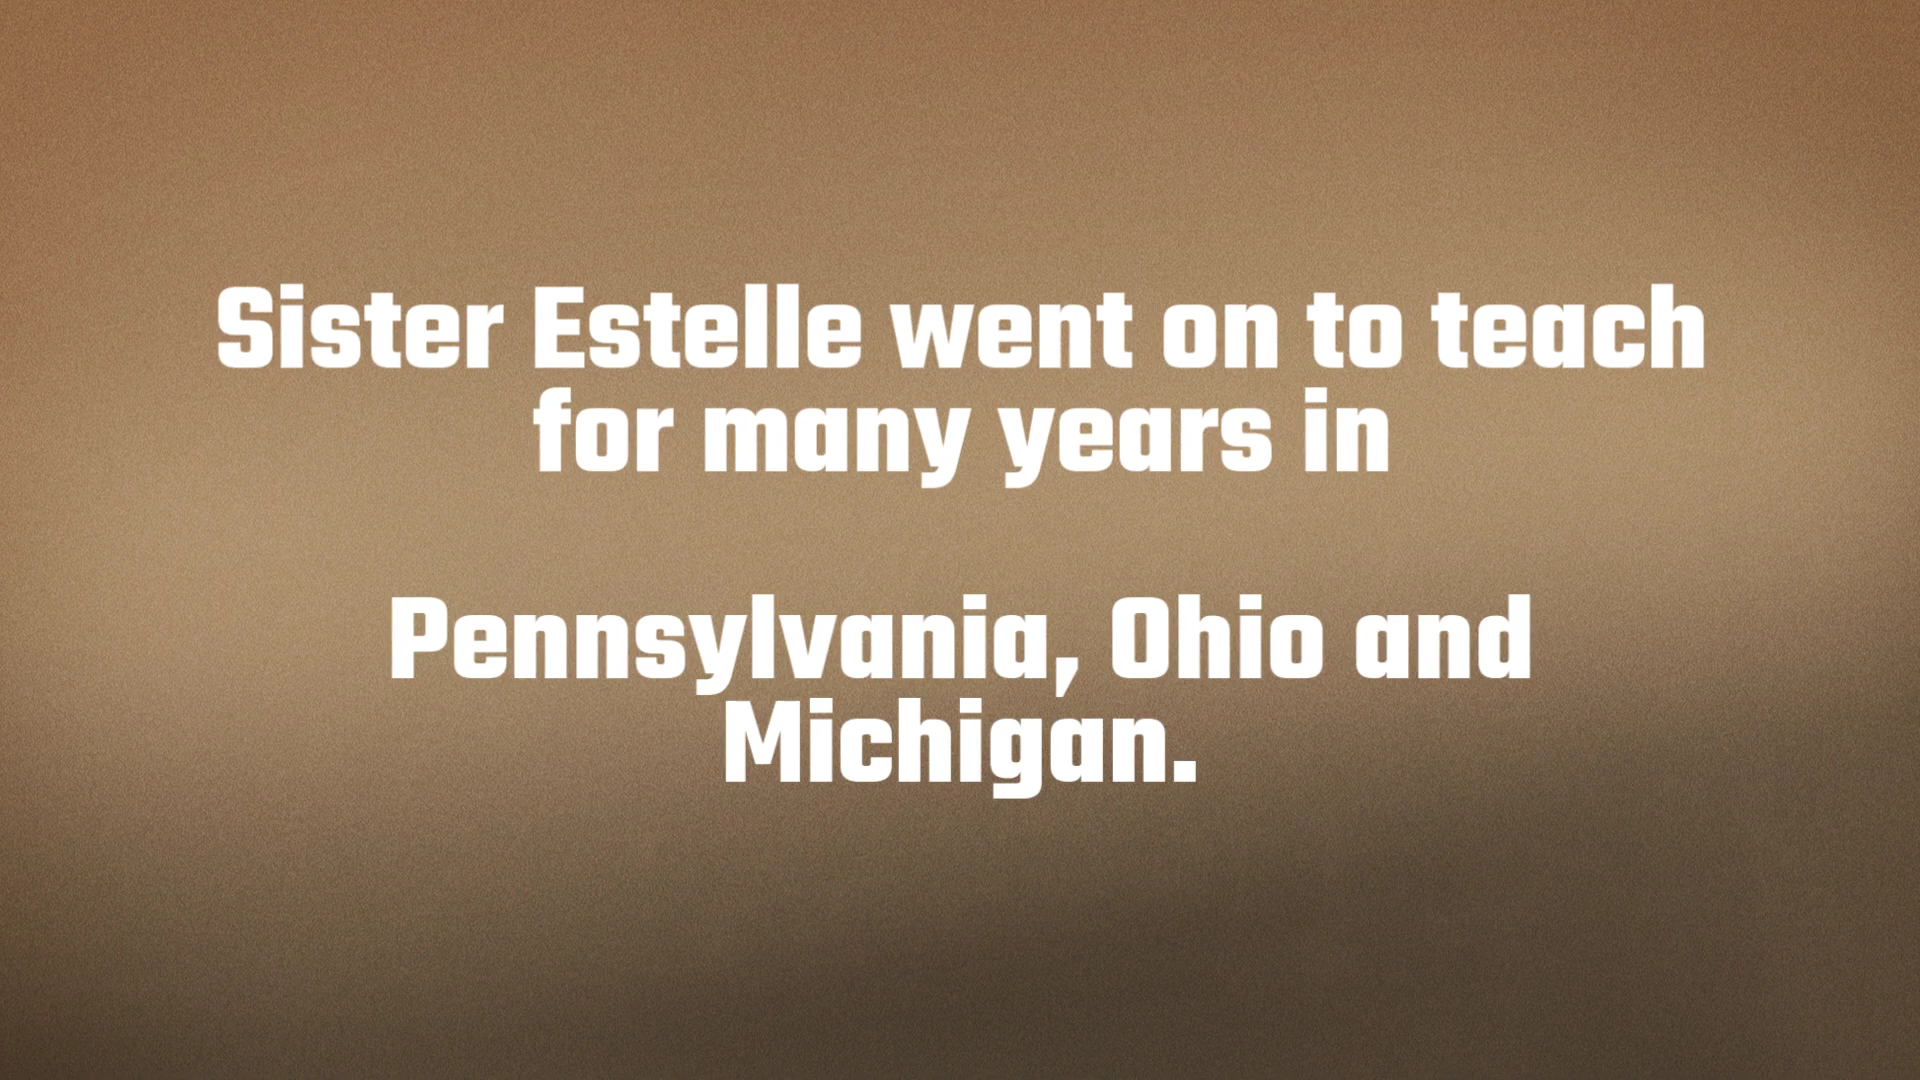 Sister Estelle went on to teach
for many years in
Pennsylvania, Ohio and
Michigan.